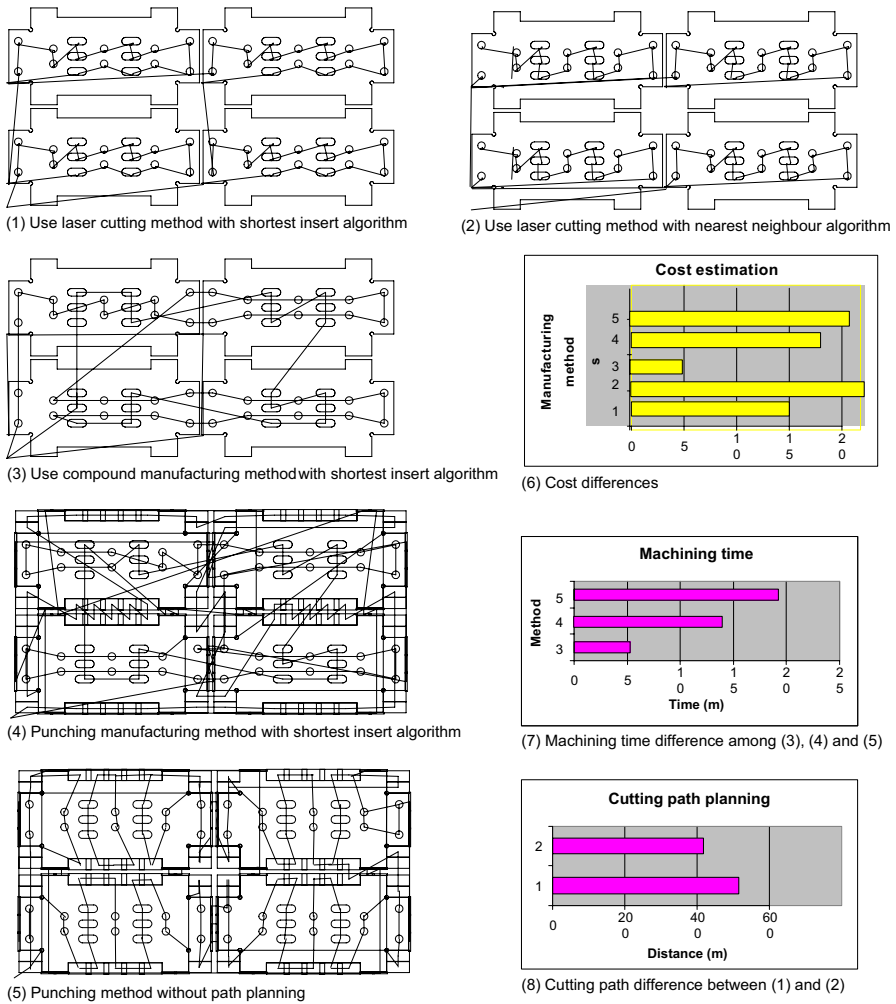 (1) Use laser cutting method with shortest insert algorithm
(2) Use laser cutting method with nearest neighbour algorithm
(3) Use compound manufacturing method with shortest insert algorithm
Cost estimation
Manufacturing
method
s
5
4
3
2
1
0 5 1 1 2
0 5 0
(6) Cost differences
(4) Punching manufacturing method with shortest insert algorithm
Machining time
Method
5
4
3
0 5 1 1 2 2
0 5 0 5
Time (m)
(7) Machining time difference among (3), (4) and (5)
(5) Punching method without path planning
Cutting path planning
2
1
0 20 40 60
0 0 0
Distance (m)
(8) Cutting path difference between (1) and (2)